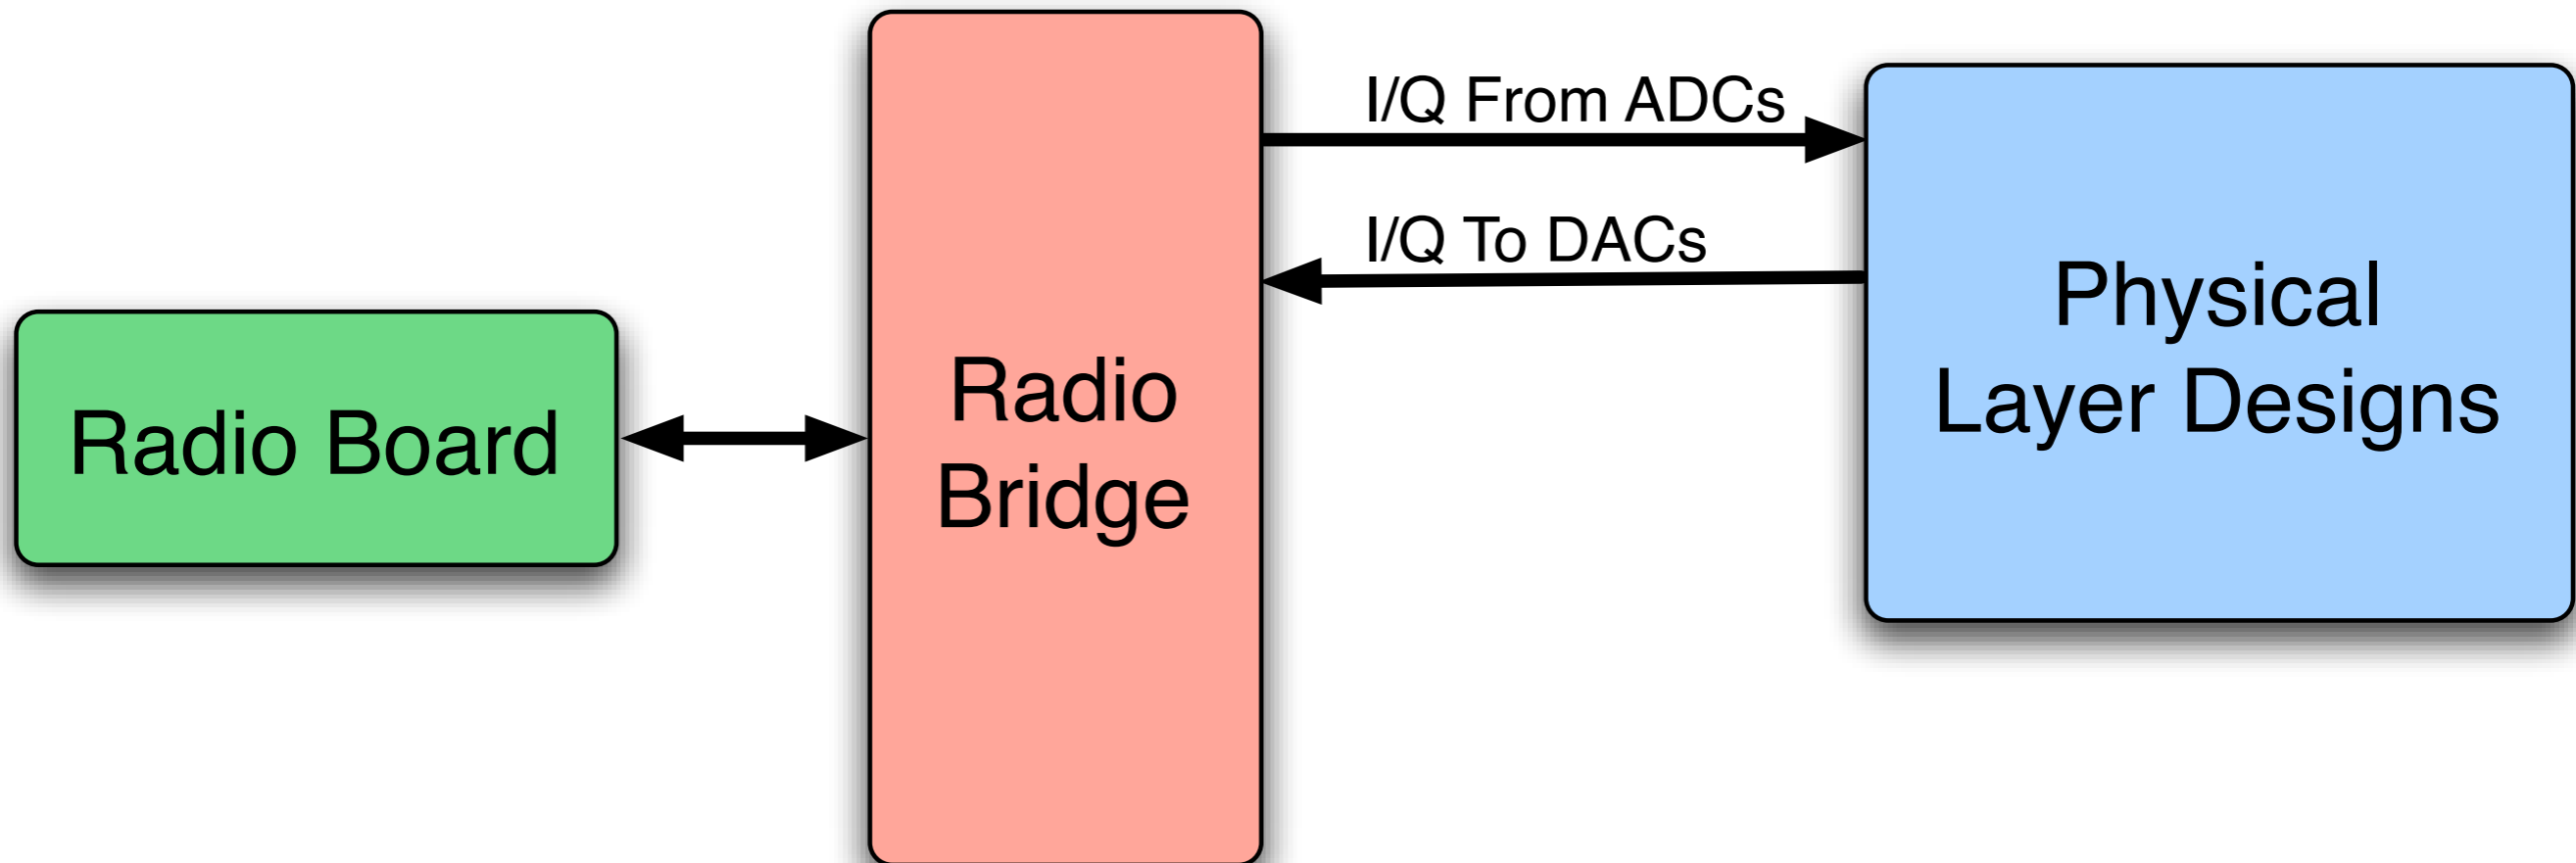 I/Q From ADCs
I/Q To DACs
Radio Board
Radio
Bridge
Physical
Layer Designs